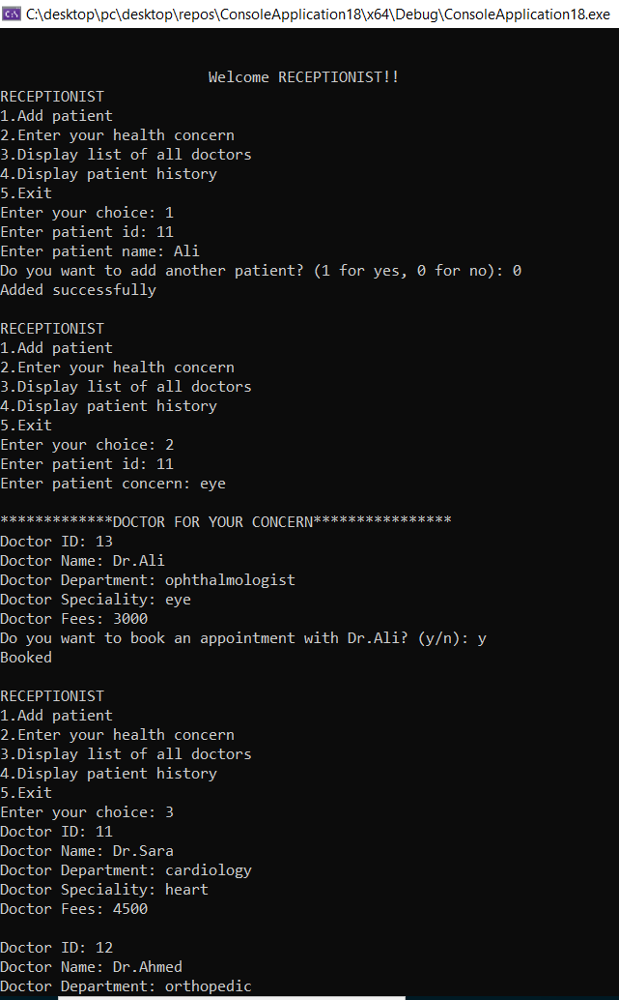 C:\desktop\pc\desktop\repos\ConsoleApplication18\x64\Debug\ConsoleApplication18.exe
Welcome RECEPTIONIST!!
RECEPTIONIST
1.Add patient
2.Enter your health concern
3.Display list of all doctors
4.Display patient history
5.Exit
Enter your choice: 1
Enter patient id: 11
Enter patient name: Ali
Do you want to add another patient? (1 for yes, 0 for no): 0
Added successfully
RECEPTIONIST
1.Add patient
2.Enter your health concern
3.Display list of all doctors
4.Display patient history
5.Exit
Enter your choice: 2
Enter patient id: 11
Enter patient concern: eye
*************DOCTOR FOR YOUR CONCERN****************
Doctor ID: 13
Doctor Name: Dr.Ali
Doctor Department: ophthalmologist
Doctor Speciality: eye
Doctor Fees: 3000
Do you want to book an appointment with Dr.Ali? (y/n): y
Booked
RECEPTIONIST
1.Add patient
2.Enter your health concern
3.Display list of all doctors
4.Display patient history
5.Exit
Enter your choice: 3
Doctor ID: 11
Doctor Name: Dr.Sara
Doctor Department: cardiology
Doctor Speciality: heart
Doctor Fees: 4500
Doctor ID: 12
Doctor Name: Dr.Ahmed
Doctor Department: orthopedic